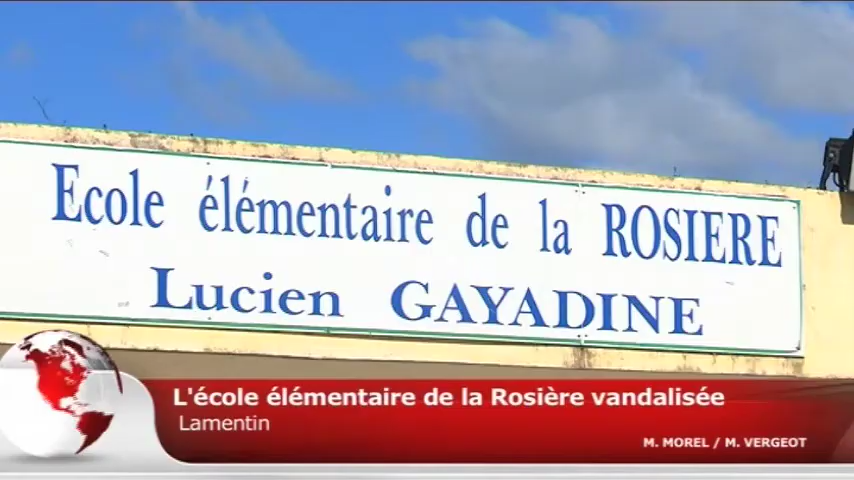 Ecole élémentaire de la ROSIERE
Lucien GAYADINE
L'école élémentaire de la Rosière vandalisée
Lamentin
M. MOREL / M. VERGEOT